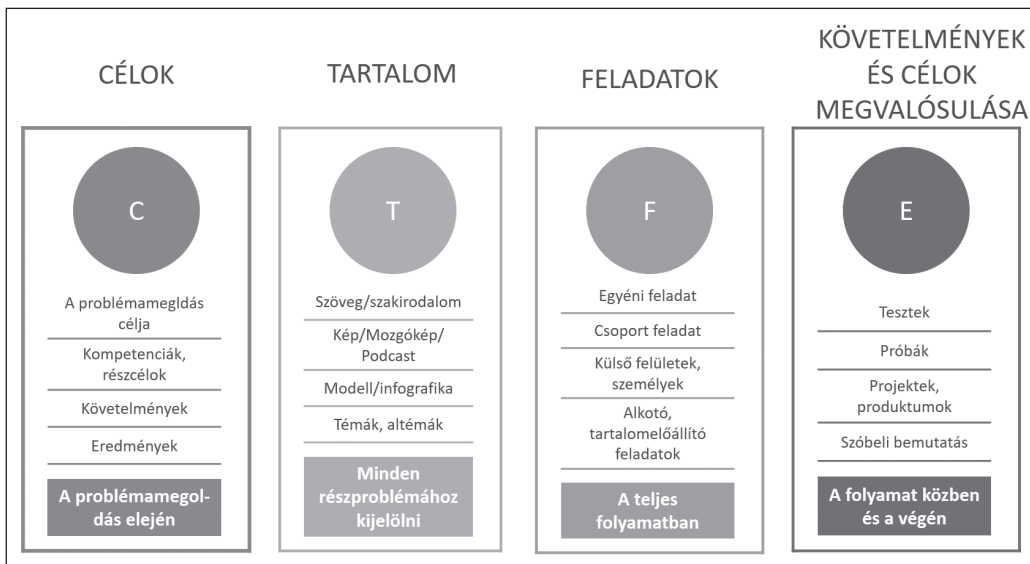 CÉLOK
C
A problémamegldás
célja
Kompetenciák,
részcélok
Követelmények
Eredmények
A problémamegol-
dás elején
TARTALOM
T
Szöveg/szakirodalom
Kép/Mozgókép/
Podcast
Modell/infografika
Témák, altémák
Minden
részproblémához
kijelölni
FELADATOK
F
Egyéni feladat
Csoport feladat
Külső felületek,
személyek
Alkotó,
tartalomelőállító
feladatok
A teljes
folyamatban
KÖVETELMÉNYEK
ÉS CÉLOK
MEGVALÓSULÁSA
E
Tesztek
Próbák
Projektek,
produktumok
Szóbeli bemutatás
A folyamat közben
és a végén